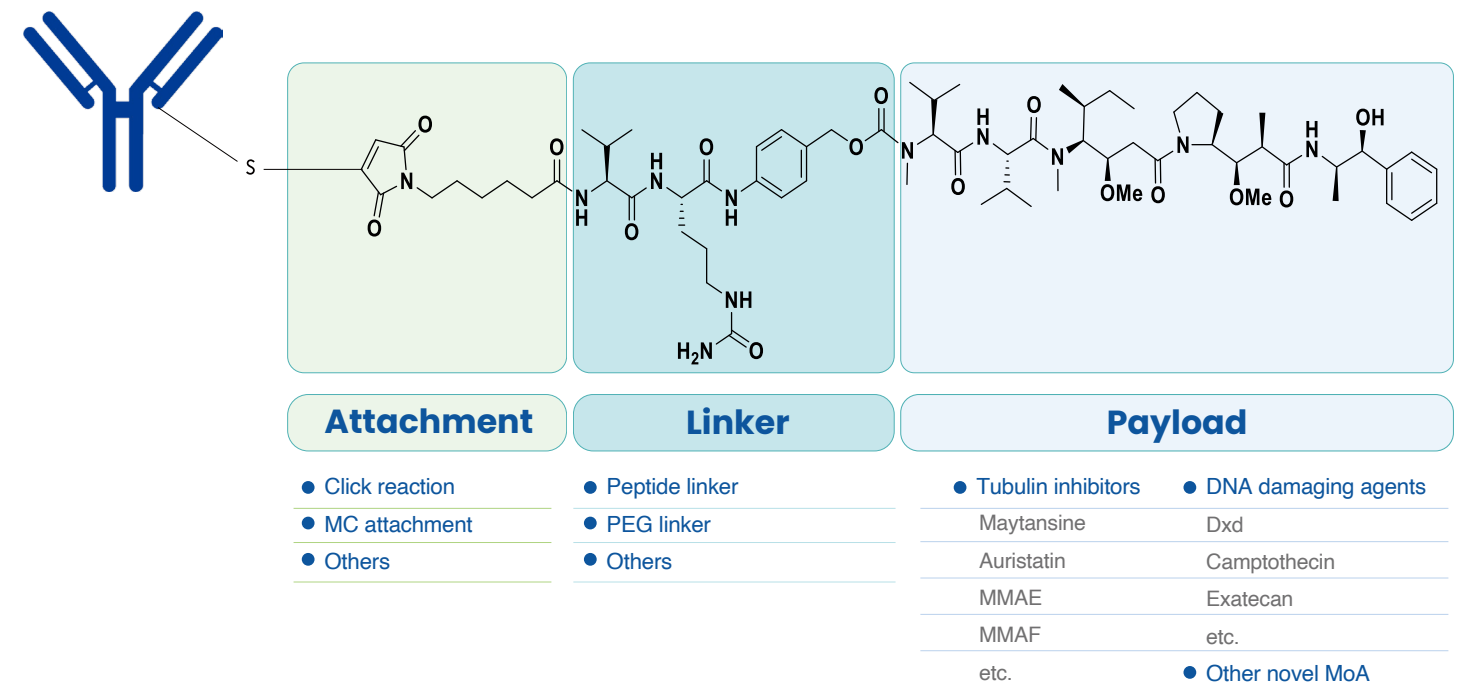 S
O
N
O
O
N
H
O
H
N
O
N
H
NH
H₂N
O
O
O
N
O
H
N
O
N
OMe
O
N
OMe
O
H
N
OH
Attachment
Linker
Payload
Click reaction
MC attachment
Others
Peptide linker
PEG linker
Others
Tubulin inhibitors
Maytansine
Auristatin
MMAE
MMAF
etc.
DNA damaging agents
Dxd
Camptothecin
Exatecan
etc.
Other novel MoA